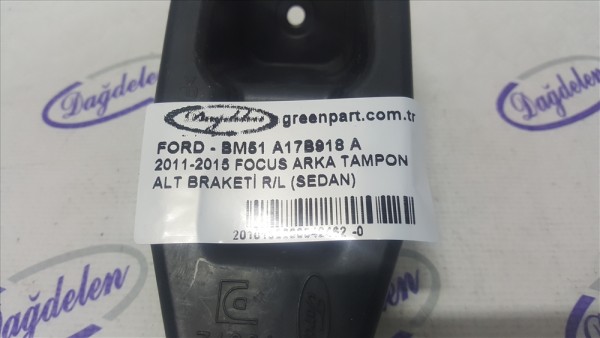 Dağdelen
Dağdelen greenpart.com.tr
FORD - BM51 A17B918 A
2011-2015 FOCUS ARKA TAMPON
ALT BRAKETİ R/L (SEDAN)
Dağdelen
Dağdelen